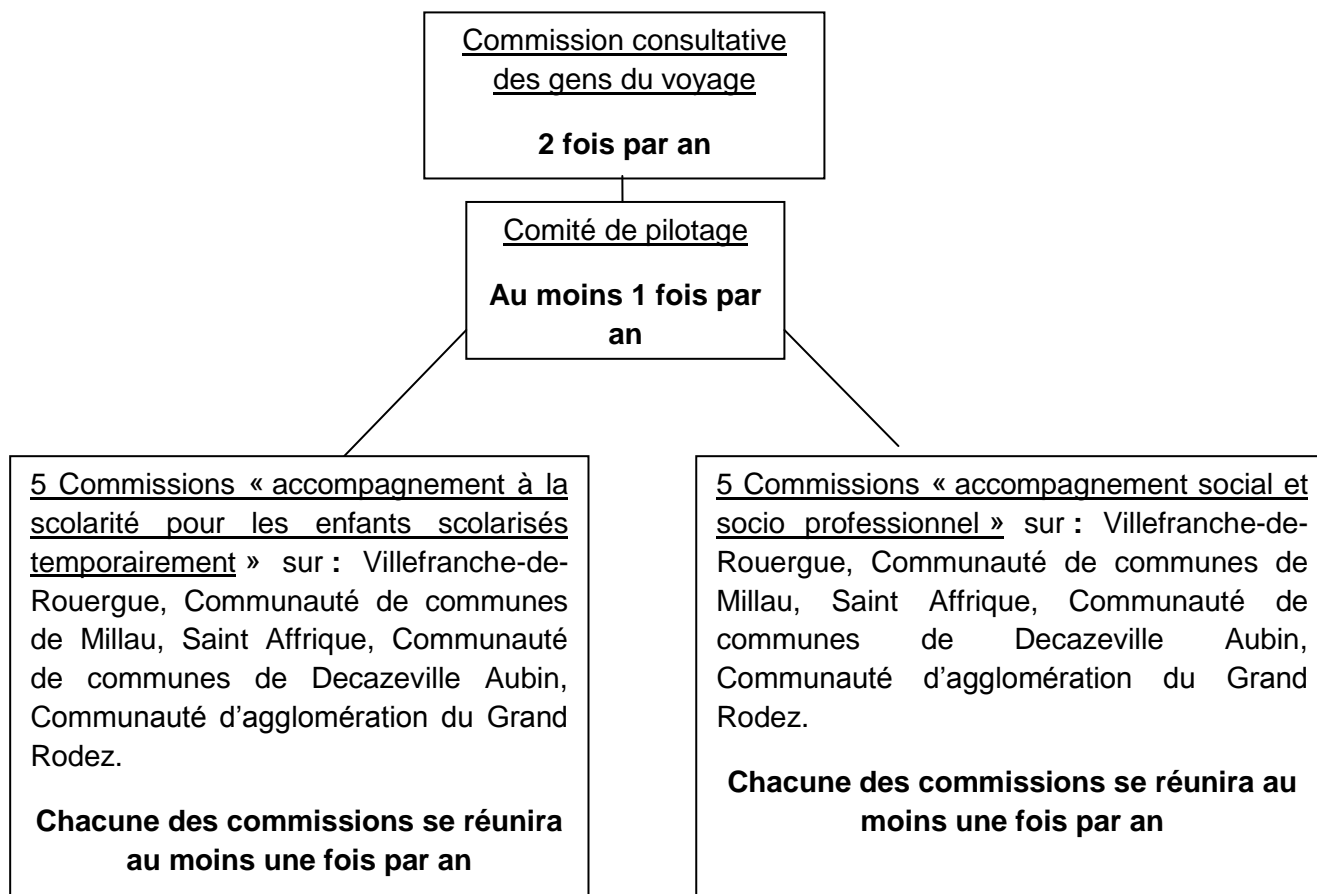 Commission consultative
des gens du voyage
2 fois par an
Comité de pilotage
Au moins 1 fois par
an
5 Commissions « accompagnement à la
scolarité pour les enfants scolarisés
temporairement » sur : Villefranche-de-
Rouergue, Communauté de communes
de Millau, Saint Affrique, Communauté
de communes de Decazeville Aubin,
Communauté d'agglomération du Grand
Rodez.
Chacune des commissions se réunira
au moins une fois par an
5 Commissions « accompagnement social et
socio professionnel » sur : Villefranche-de-
Rouergue, Communauté de communes de
Millau, Saint Affrique, Communauté de
communes de Decazeville Aubin,
Communauté d'agglomération du Grand
Rodez.
Chacune des commissions se réunira au
moins une fois par an